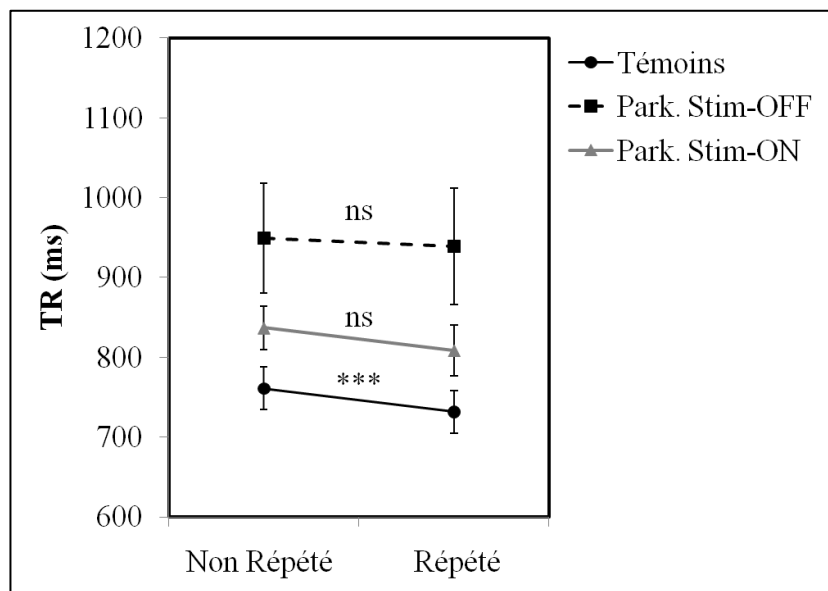 1200
1100
1000
900
800
700
600
TR (ms)
ns
ns
***
Non Répété
Répété
Témoins
Park. Stim-OFF
Park. Stim-ON